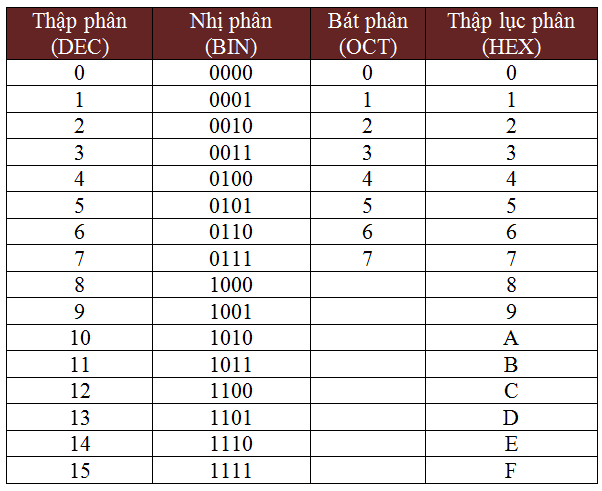 Thập phân Nhị phân Bát phân Thập lục phân
(DEC) (BIN) (OCT) (HEX)
0 0000 0 0
1 0001 1 1
2 0010 2 2
3 0011 3 3
4 0100 4 4
5 0101 5 5
6 0110 6 6
7 0111 7 7
8 1000 8
9 1001 9
10 1010 A
11 1011 B
12 1100 C
13 1101 D
14 1110 E
15 1111 F